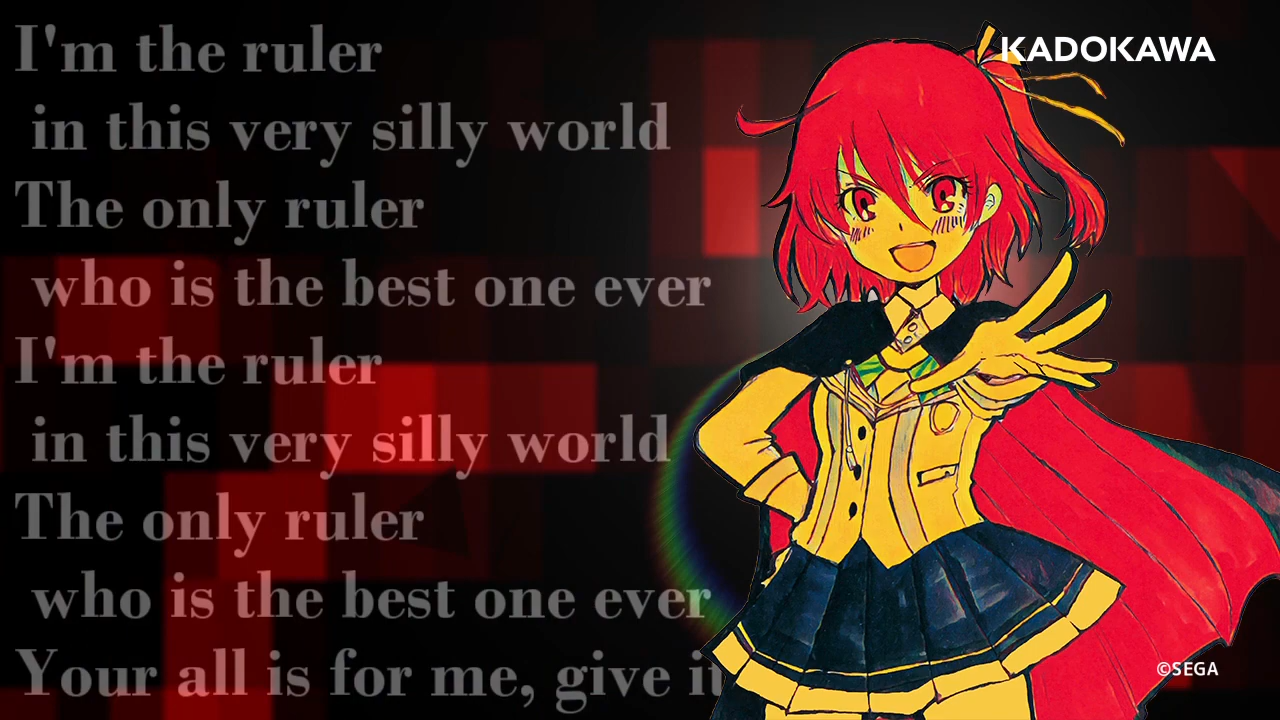 KADOKAWA
I'm the ruler
in this very silly world
The only ruler
who is the best one ever
I'm the ruler
in this very silly world
The only ruler
who is the best one ever
Your all is for me, give it
©SEGA